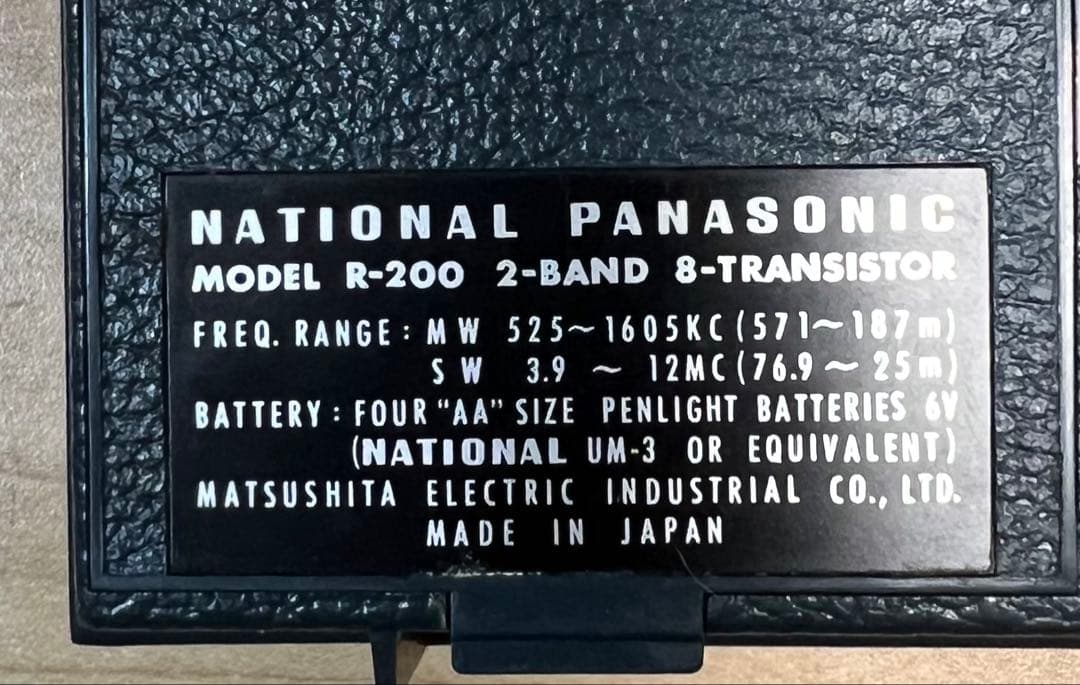 NATIONAL PANASONIC
MODEL R-200 2-BAND 8-TRANSISTOR
FREQ. RANGE : MW 525~1605KC (571~187m)
SW 3.9 ~ 12MC (76.9~25m)
BATTERY : FOUR "AA" SIZE PENLIGHT BATTERIES 6V
(NATIONAL UM-3 OR EQUIVALENT)
MATSUSHITA ELECTRIC INDUSTRIAL CO., LTD.
MADE IN JAPAN